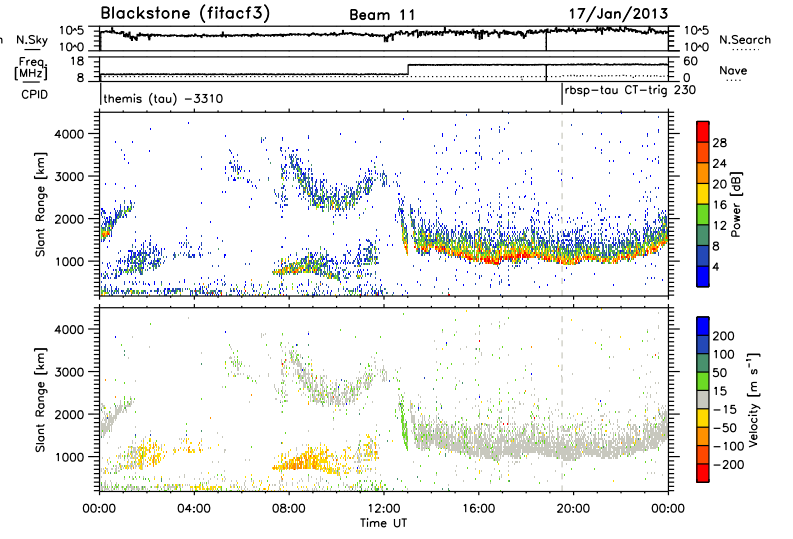 Blackstone (fitacf3) Beam 11 17/Jan/2013
N.Sky 10^5 10^0 10^5 10^0 N.Search
Freq. [MHz] 18 8 60 0 Nave
CPID themis (tau) -3310 rbsp-tau CT-trig 230
Slant Range [km] 4000 3000 2000 1000
28 24 20 16 12 8 4 Power [dB]
Slant Range [km] 4000 3000 2000 1000
200 100 50 15 -15 -50 -100 -200 Velocity [m s⁻¹]
00:00 04:00 08:00 12:00 16:00 20:00 00:00
Time UT